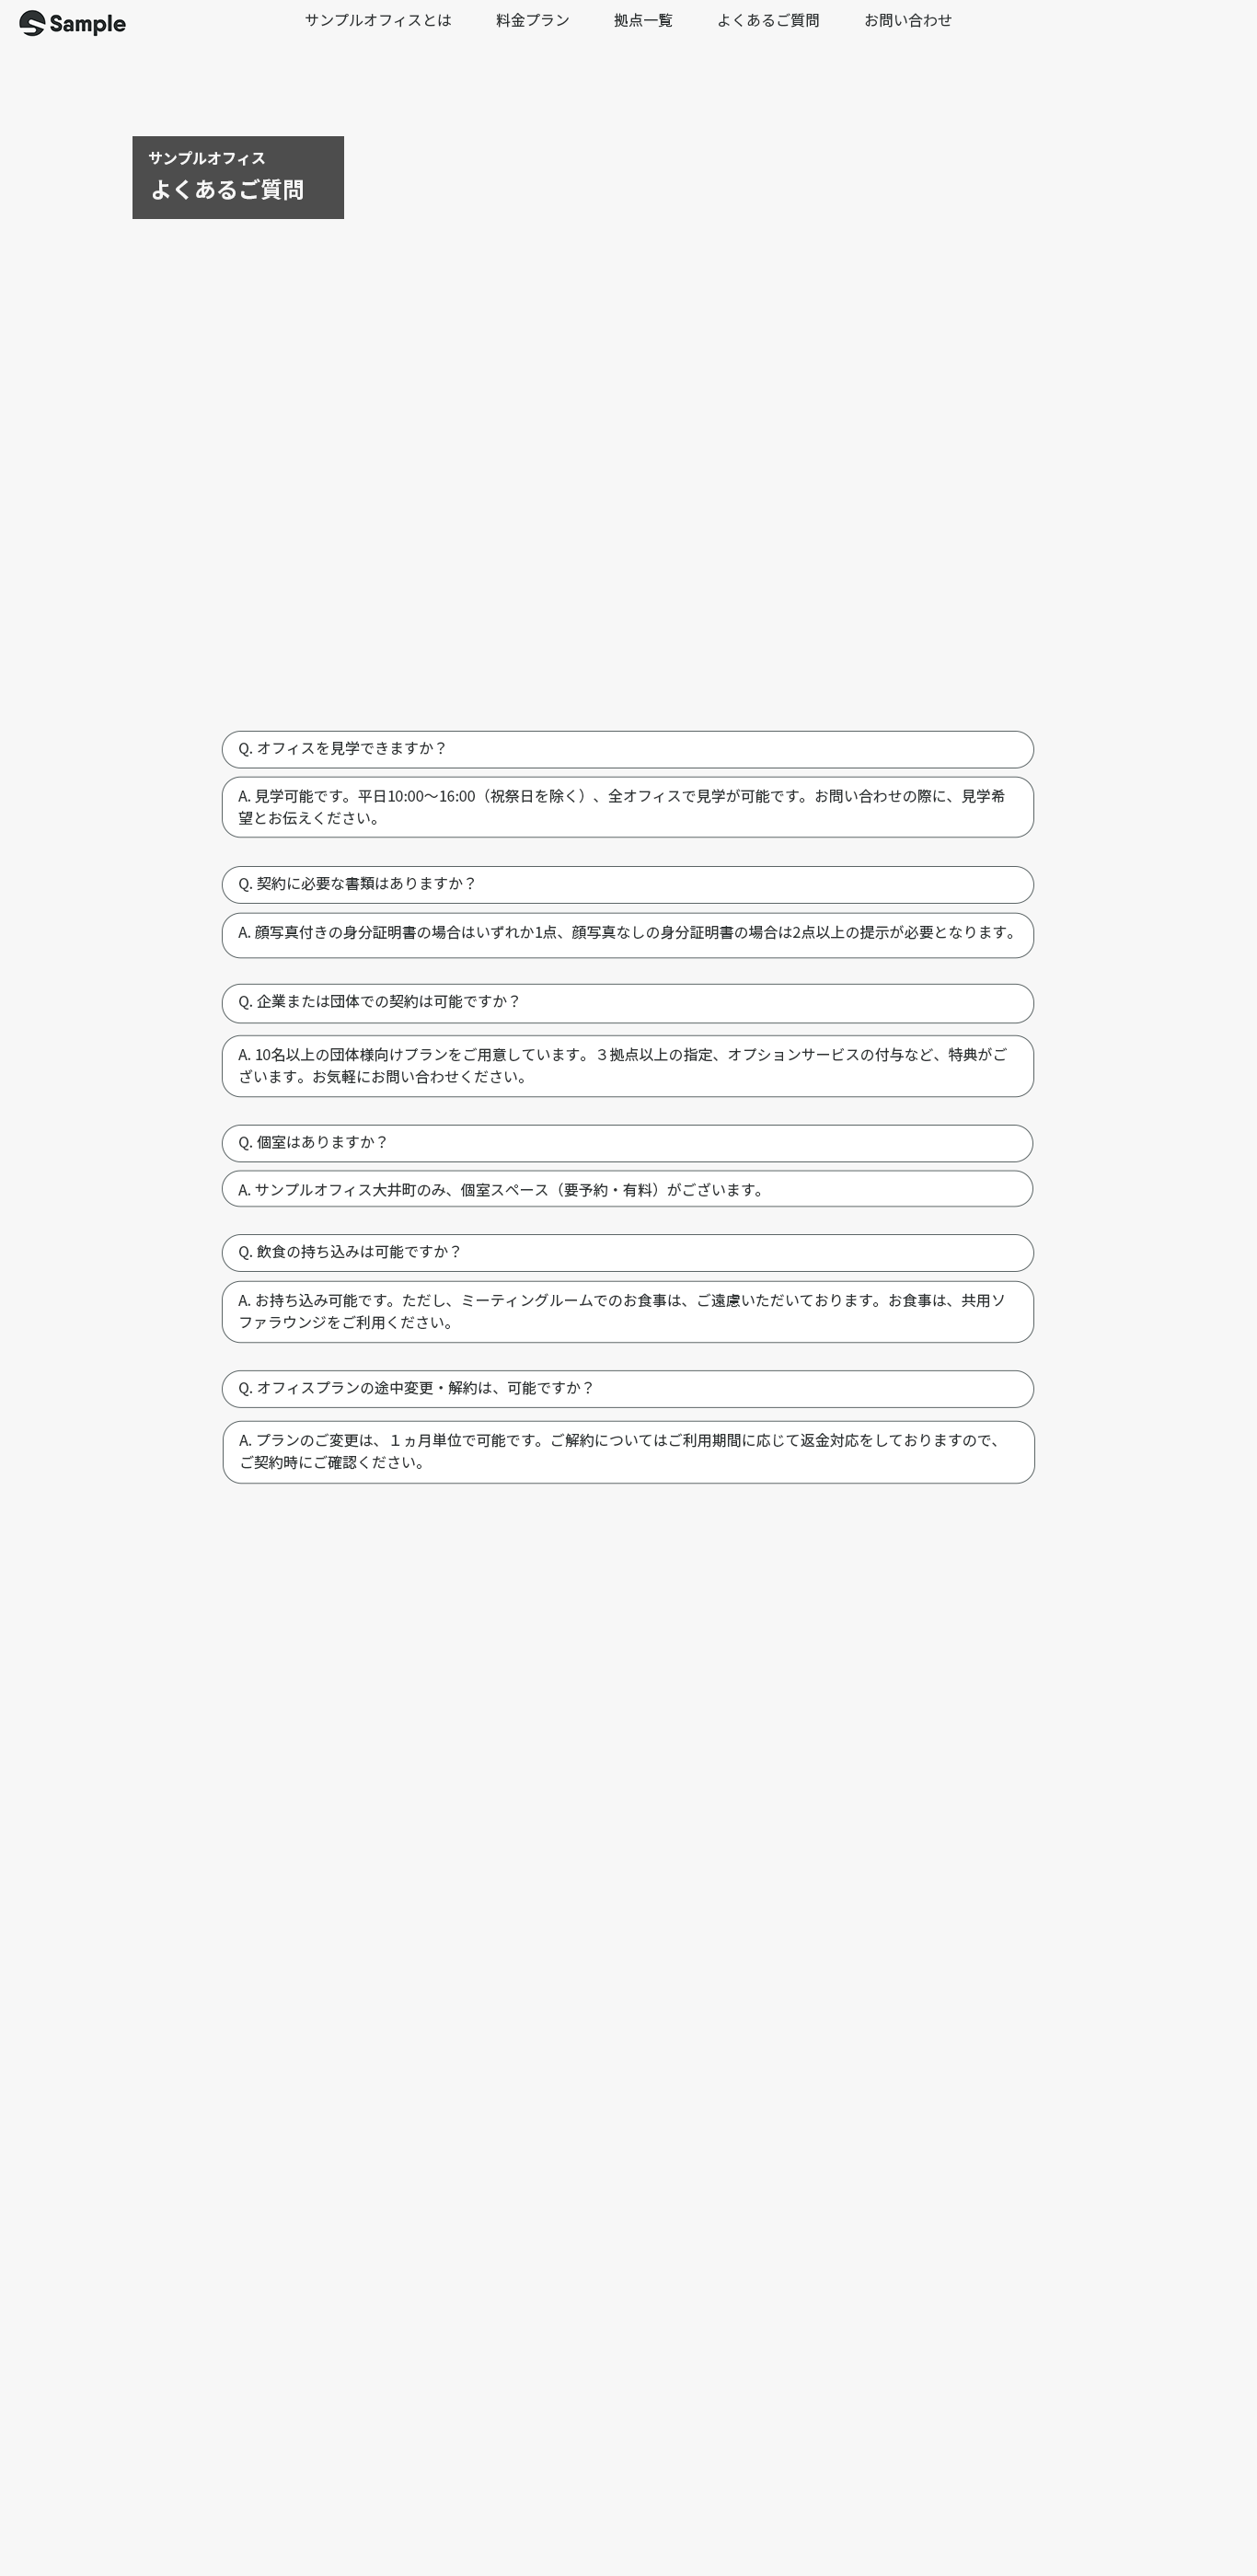 Sample
サンプルオフィスとは 料金プラン 拠点一覧 よくあるご質問 お問い合わせ
サンプルオフィス
よくあるご質問
Q. オフィスを見学できますか？
A. 見学可能です。平日10:00〜16:00（祝祭日を除く）、全オフィスで見学が可能です。お問い合わせの際に、見学希
望とお伝えください。
Q. 契約に必要な書類はありますか？
A. 顔写真付きの身分証明書の場合はいずれか1点、顔写真なしの身分証明書の場合は2点以上の提示が必要となります。
Q. 企業または団体での契約は可能ですか？
A. 10名以上の団体様向けプランをご用意しています。３拠点以上の指定、オプションサービスの付与など、特典がご
ざいます。お気軽にお問い合わせください。
Q. 個室はありますか？
A. サンプルオフィス大井町のみ、個室スペース（要予約・有料）がございます。
Q. 飲食の持ち込みは可能ですか？
A. お持ち込み可能です。ただし、ミーティングルームでのお食事は、ご遠慮いただいております。お食事は、共用ソ
ファラウンジをご利用ください。
Q. オフィスプランの途中変更・解約は、可能ですか？
A. プランのご変更は、１ヵ月単位で可能です。ご解約についてはご利用期間に応じて返金対応をしておりますので、
ご契約時にご確認ください。